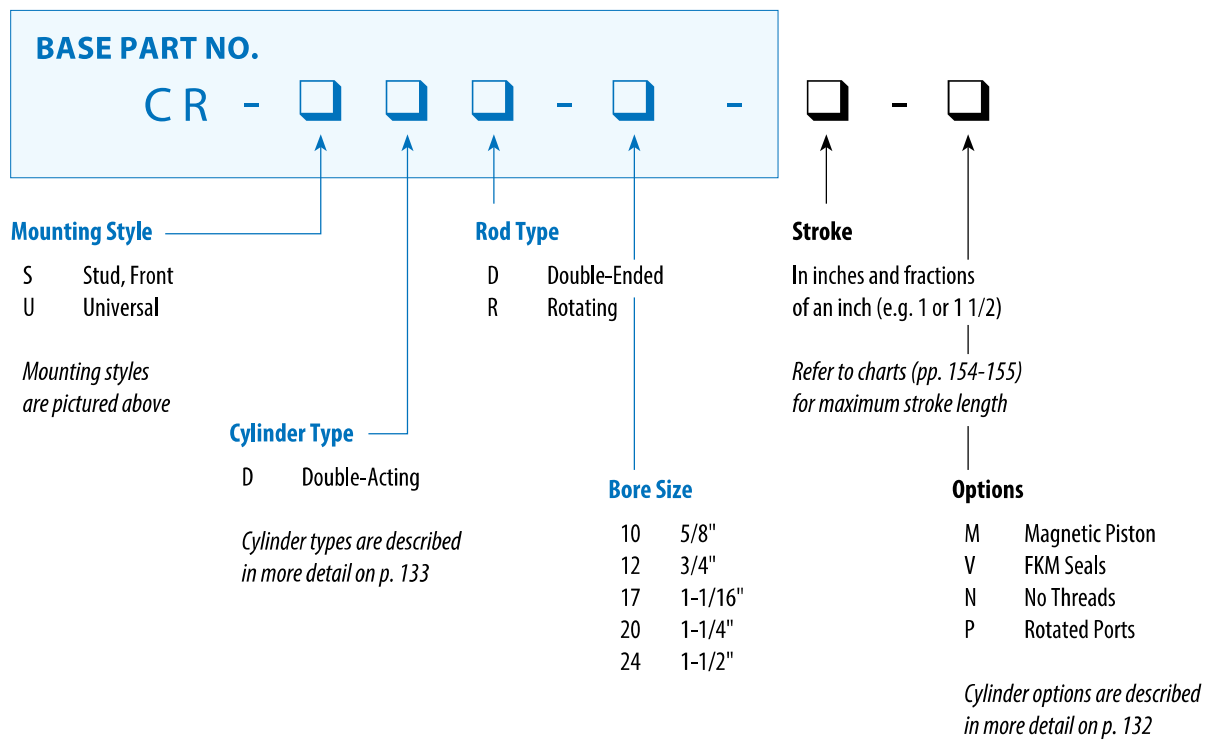 BASE PART NO.
CR - ❑ ❑ ❑ - ❑ - ❑ - ❑
Mounting Style
S Stud, Front
U Universal
Mounting styles
are pictured above
Cylinder Type
D Double-Acting
Cylinder types are described
in more detail on p. 133
Rod Type
D Double-Ended
R Rotating
Bore Size
10 5/8"
12 3/4"
17 1-1/16"
20 1-1/4"
24 1-1/2"
Stroke
In inches and fractions
of an inch (e.g. 1 or 1 1/2)
Refer to charts (pp. 154-155)
for maximum stroke length
Options
M Magnetic Piston
V FKM Seals
N No Threads
P Rotated Ports
Cylinder options are described
in more detail on p. 132